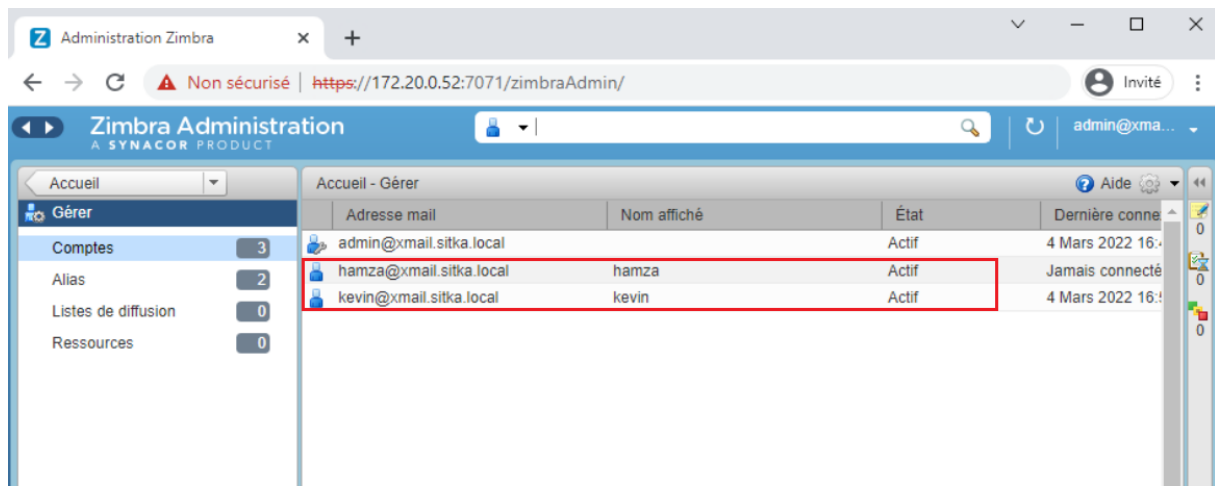 Administration Zimbra
Non sécurisé https://172.20.0.52:7071/zimbraAdmin/ Invité
Zimbra Administration admin@xma...
A SYNACOR PRODUCT
Accueil Accueil - Gérer Aide
Gérer Adresse mail Nom affiché État Dernière conne
0
Comptes 3 admin@xmail.sitka.local Actif 4 Mars 2022 16:4
hamza@xmail.sitka.local hamza Actif Jamais connecté
Alias 2
0
kevin@xmail.sitka.local kevin Actif 4 Mars 2022 16:5
Listes de diffusion 0
0
Ressources 0